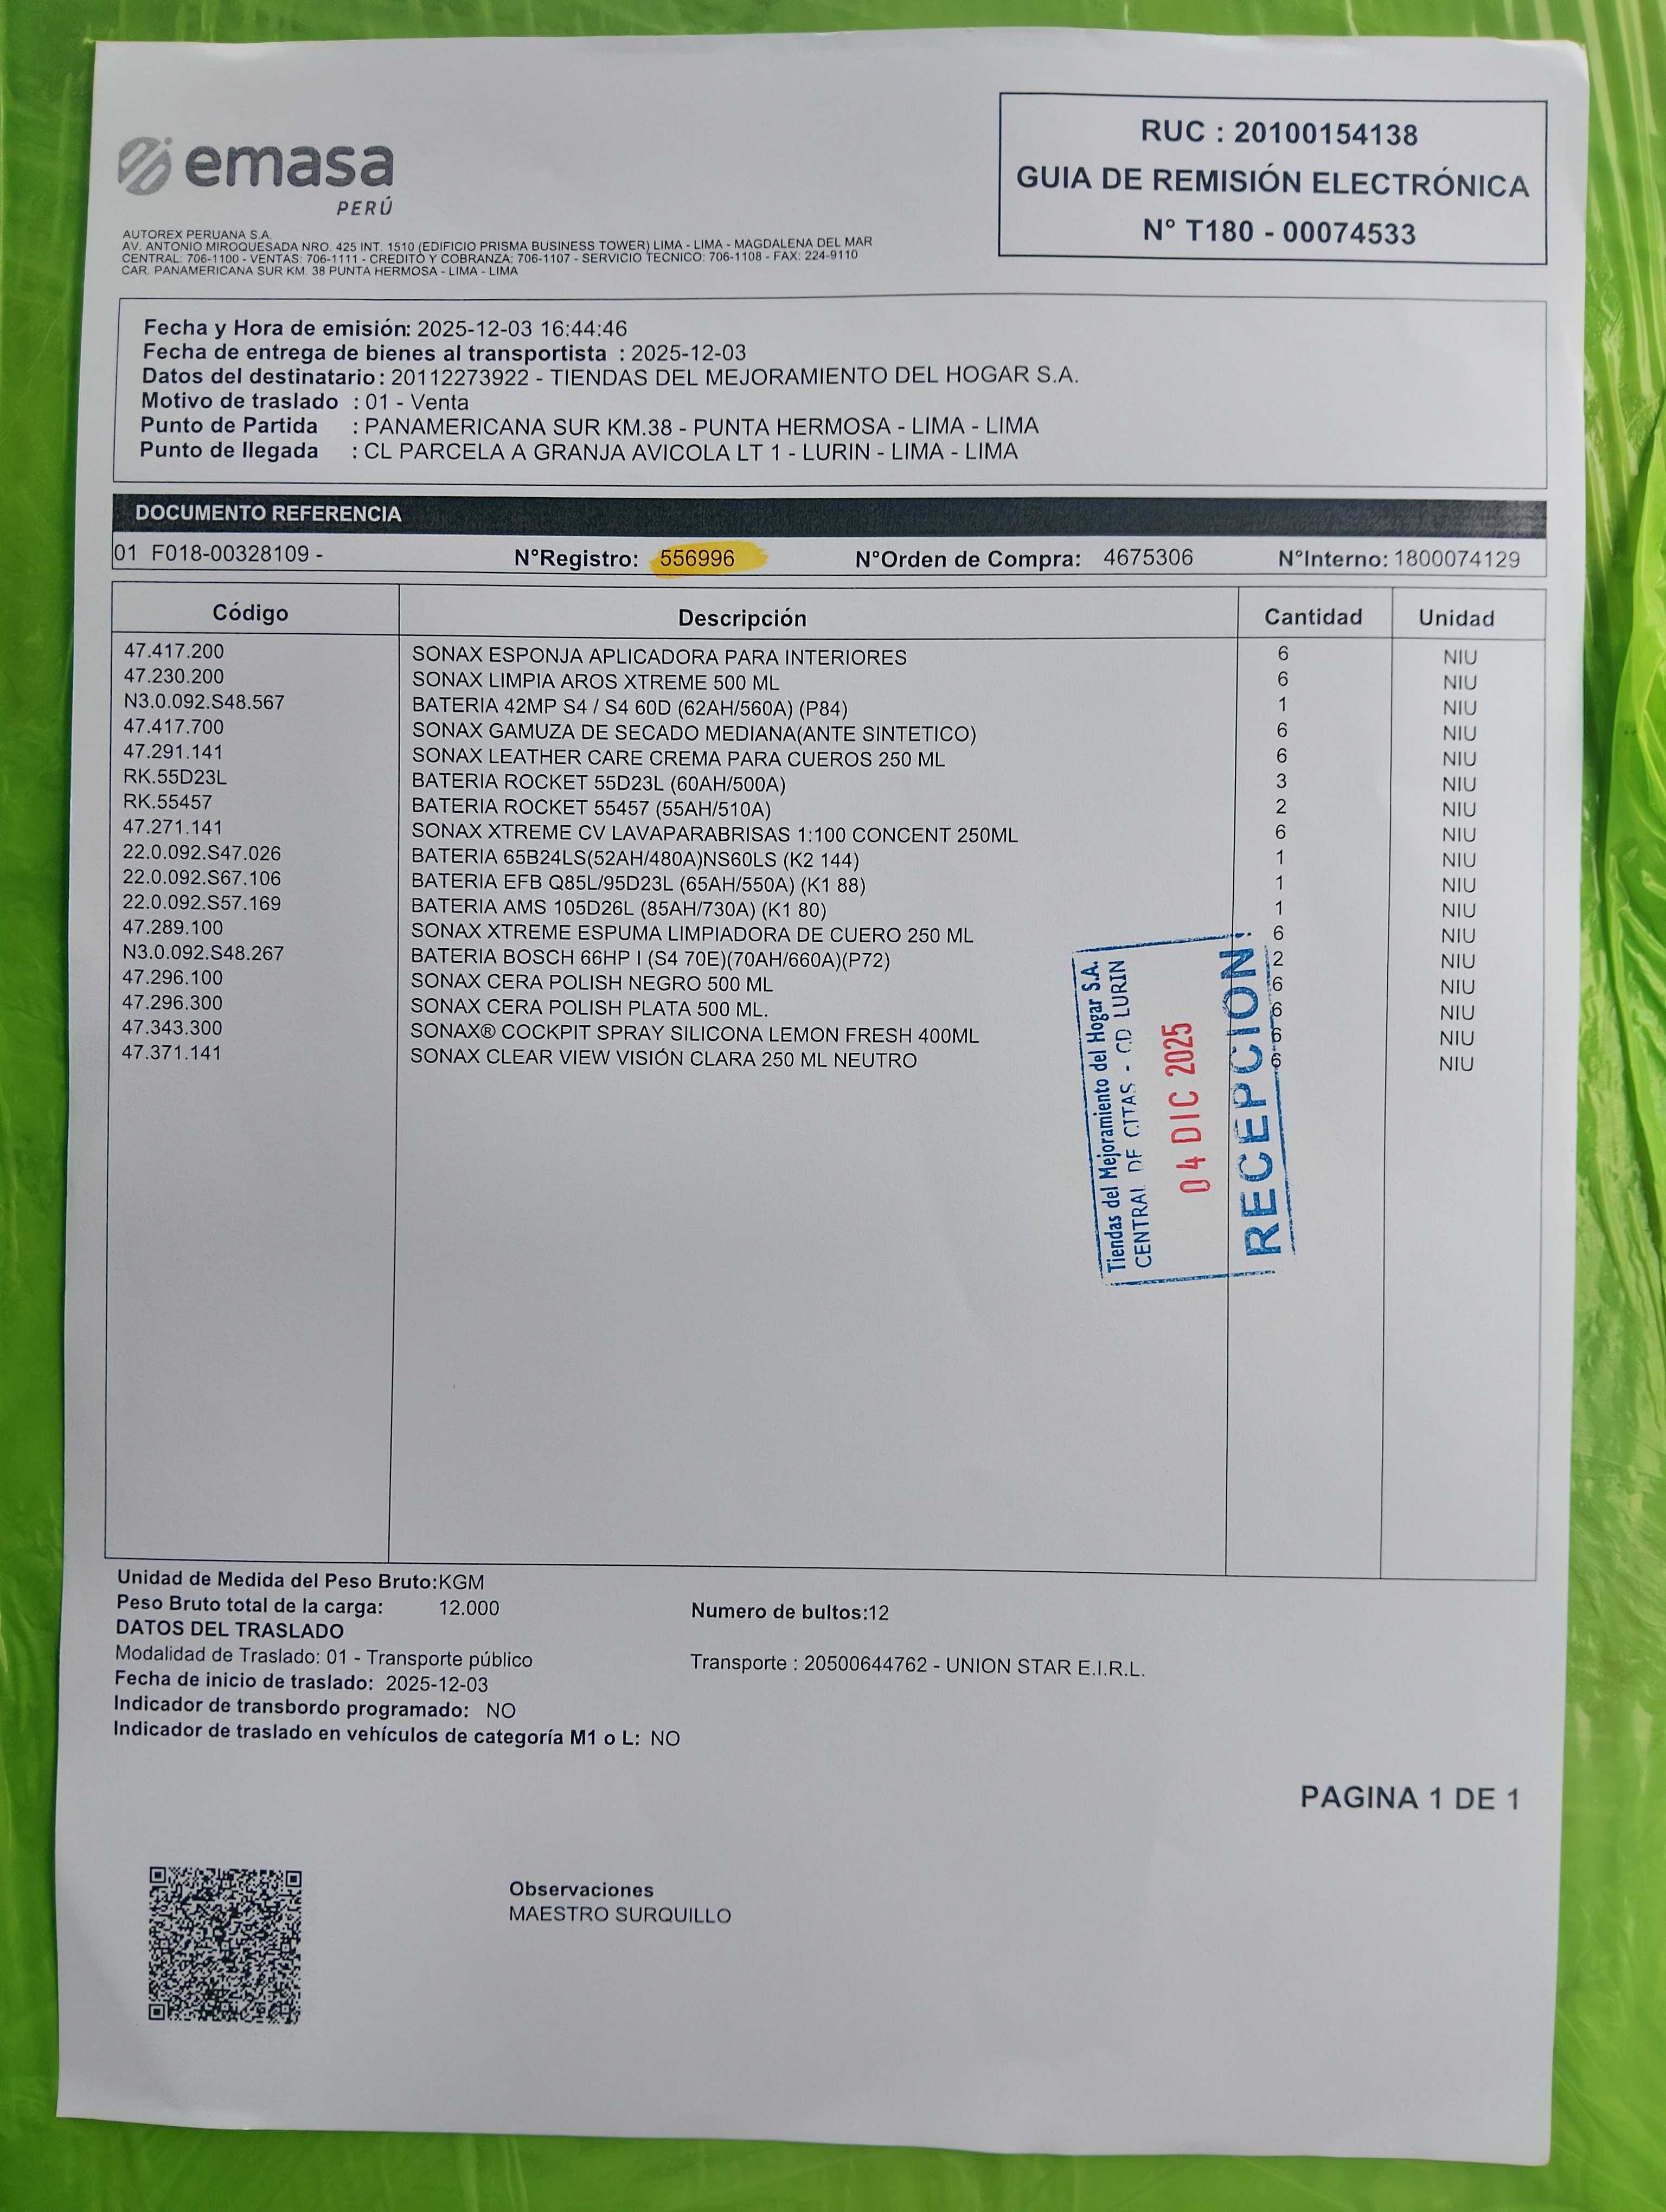 emasa
PERÚ
RUC : 20100154138
GUIA DE REMISIÓN ELECTRÓNICA
N° T180 - 00074533
AUTOREX PERUANA S.A.
AV. ANTONIO MIROQUESADA NRO. 425 INT. 1510 (EDIFICIO PRISMA BUSINESS TOWER) LIMA - LIMA - MAGDALENA DEL MAR
CENTRAL: 706-1100 - VENTAS: 706-1111 - CREDITO Y COBRANZA: 706-1107 - SERVICIO TECNICO: 706-1108 - FAX: 224-9110
CAR. PANAMERICANA SUR KM. 38 PUNTA HERMOSA - LIMA - LIMA
Fecha y Hora de emisión: 2025-12-03 16:44:46
Fecha de entrega de bienes al transportista : 2025-12-03
Datos del destinatario : 20112273922 - TIENDAS DEL MEJORAMIENTO DEL HOGAR S.A.
Motivo de traslado : 01 - Venta
Punto de Partida : PANAMERICANA SUR KM.38 - PUNTA HERMOSA - LIMA - LIMA
Punto de llegada : CL PARCELA A GRANJA AVICOLA LT 1 - LURIN - LIMA - LIMA
DOCUMENTO REFERENCIA
01 F018-00328109 - N°Registro: 556996 N°Orden de Compra: 4675306 N°Interno: 1800074129
Código Descripción Cantidad Unidad
47.417.200 SONAX ESPONJA APLICADORA PARA INTERIORES 6 NIU
47.230.200 SONAX LIMPIA AROS XTREME 500 ML 6 NIU
N3.0.092.S48.567 BATERIA 42MP S4 / S4 60D (62AH/560A) (P84) 1 NIU
47.417.700 SONAX GAMUZA DE SECADO MEDIANA(ANTE SINTETICO) 6 NIU
47.291.141 SONAX LEATHER CARE CREMA PARA CUEROS 250 ML 6 NIU
RK.55D23L BATERIA ROCKET 55D23L (60AH/500A) 3 NIU
RK.55457 BATERIA ROCKET 55457 (55AH/510A) 2 NIU
47.271.141 SONAX XTREME CV LAVAPARABRISAS 1:100 CONCENT 250ML 6 NIU
22.0.092.S47.026 BATERIA 65B24LS(52AH/480A)NS60LS (K2 144) 1 NIU
22.0.092.S67.106 BATERIA EFB Q85L/95D23L (65AH/550A) (K1 88) 1 NIU
22.0.092.S57.169 BATERIA AMS 105D26L (85AH/730A) (K1 80) 1 NIU
47.289.100 SONAX XTREME ESPUMA LIMPIADORA DE CUERO 250 ML 6 NIU
N3.0.092.S48.267 BATERIA BOSCH 66HP I (S4 70E)(70AH/660A)(P72) 2 NIU
47.296.100 SONAX CERA POLISH NEGRO 500 ML 6 NIU
47.296.300 SONAX CERA POLISH PLATA 500 ML. 6 NIU
47.343.300 SONAX® COCKPIT SPRAY SILICONA LEMON FRESH 400ML 6 NIU
47.371.141 SONAX CLEAR VIEW VISIÓN CLARA 250 ML NEUTRO 6 NIU
Tiendas del Mejoramiento del Hogar S.A.
CENTRAL DE CITAS - CD LURIN
04 DIC 2025
RECEPCION
Unidad de Medida del Peso Bruto:KGM
Peso Bruto total de la carga: 12.000 Numero de bultos:12
DATOS DEL TRASLADO
Modalidad de Traslado: 01 - Transporte público Transporte : 20500644762 - UNION STAR E.I.R.L.
Fecha de inicio de traslado: 2025-12-03
Indicador de transbordo programado: NO
Indicador de traslado en vehículos de categoría M1 o L: NO
PAGINA 1 DE 1
Observaciones
MAESTRO SURQUILLO